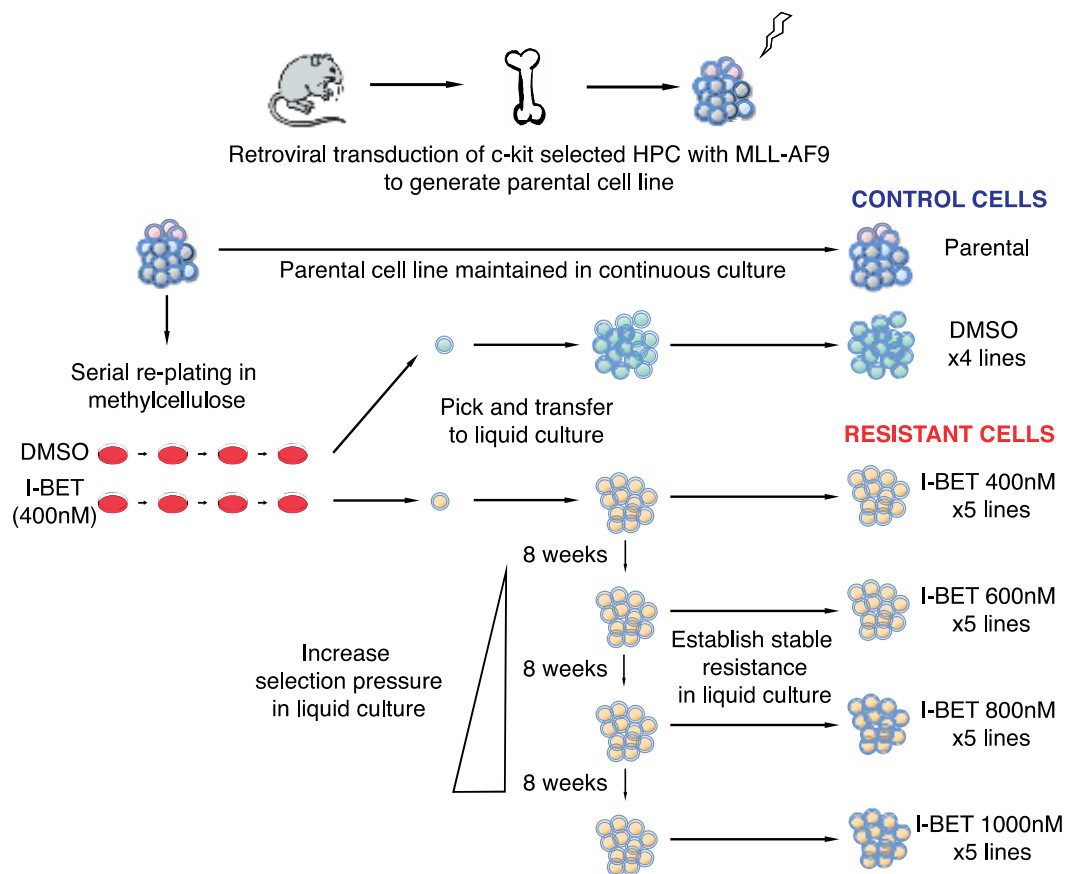 Retroviral transduction of c-kit selected HPC with MLL-AF9
to generate parental cell line
CONTROL CELLS
Parental
Parental cell line maintained in continuous culture
DMSO
x4 lines
Serial re-plating in
methylcellulose
Pick and transfer
to liquid culture
RESISTANT CELLS
DMSO
I-BET
(400nM)
I-BET 400nM
x5 lines
8 weeks
I-BET 600nM
x5 lines
Increase
selection pressure
in liquid culture
8 weeks
Establish stable
resistance
in liquid culture
I-BET 800nM
x5 lines
8 weeks
I-BET 1000nM
x5 lines